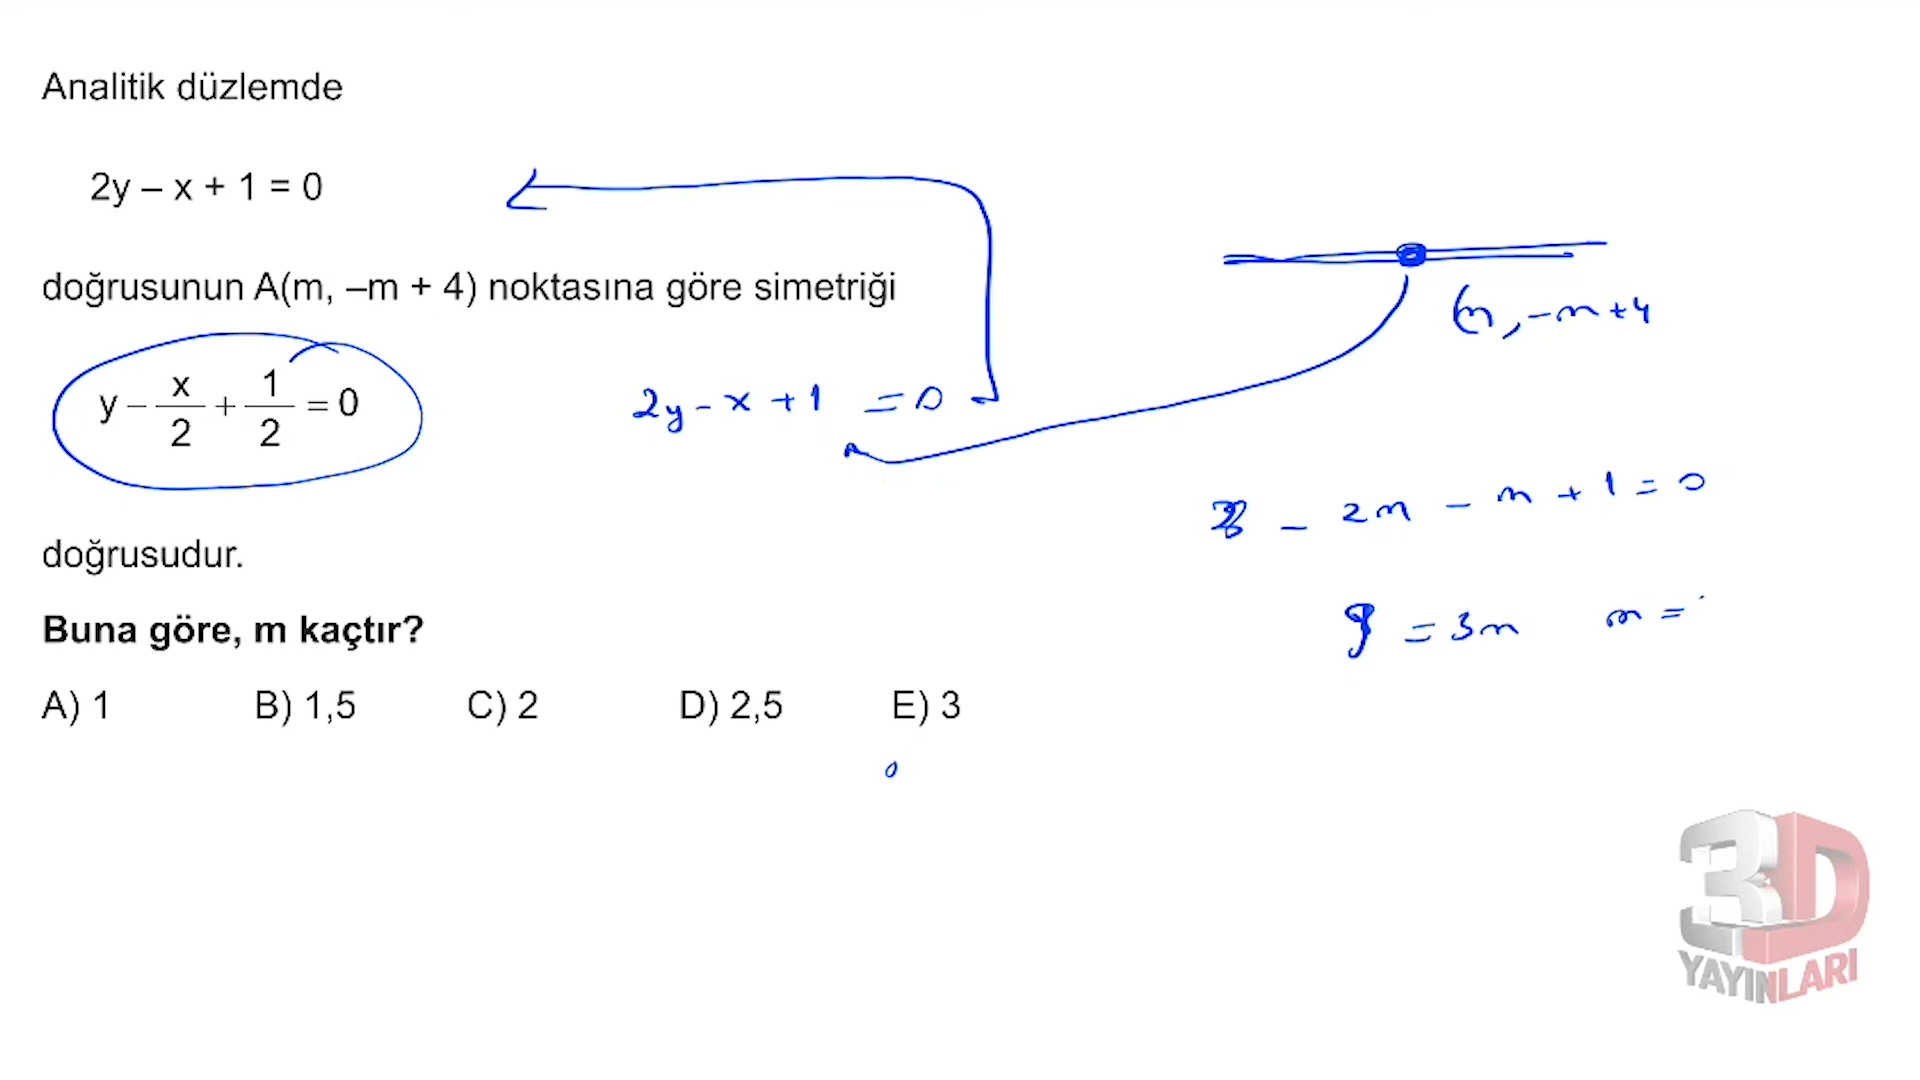 Analitik düzlemde
2y – x + 1 = 0
doğrusunun A(m, –m + 4) noktasına göre simetriği
(m, -m+4
y – x/2 + 1/2 = 0
2y - x + 1 = 0
8 - 2m - m + 1 = 0
doğrusudur.
9 = 3m m =
Buna göre, m kaçtır?
A) 1 B) 1,5 C) 2 D) 2,5 E) 3
3D
YAYINLARI